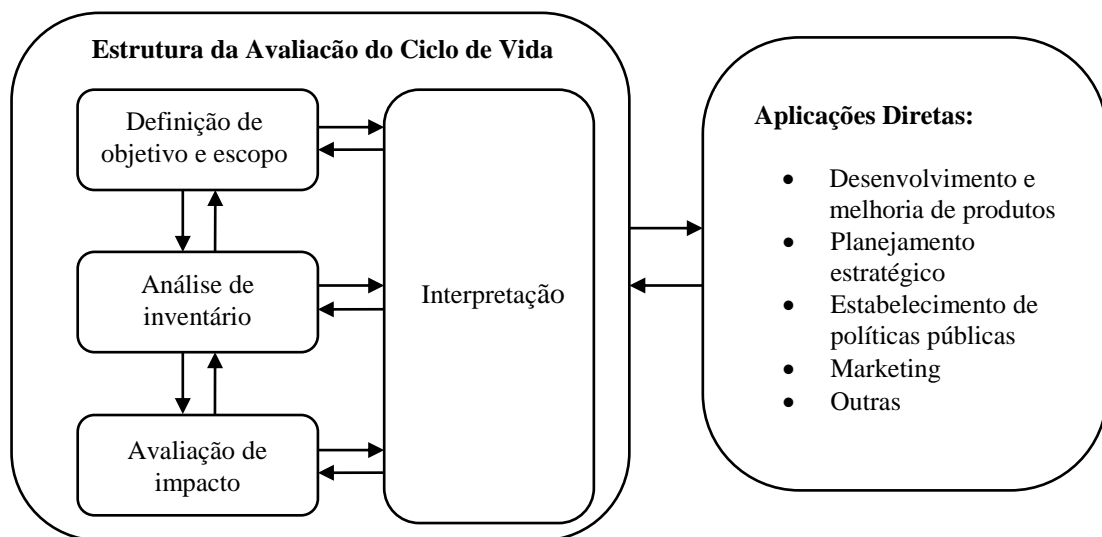 Estrutura da Avaliacão do Ciclo de Vida
Definição de
objetivo e escopo
Análise de
inventário
Avaliação de
impacto
Interpretação
Aplicações Diretas:
• Desenvolvimento e
melhoria de produtos
• Planejamento
estratégico
• Estabelecimento de
políticas públicas
• Marketing
• Outras